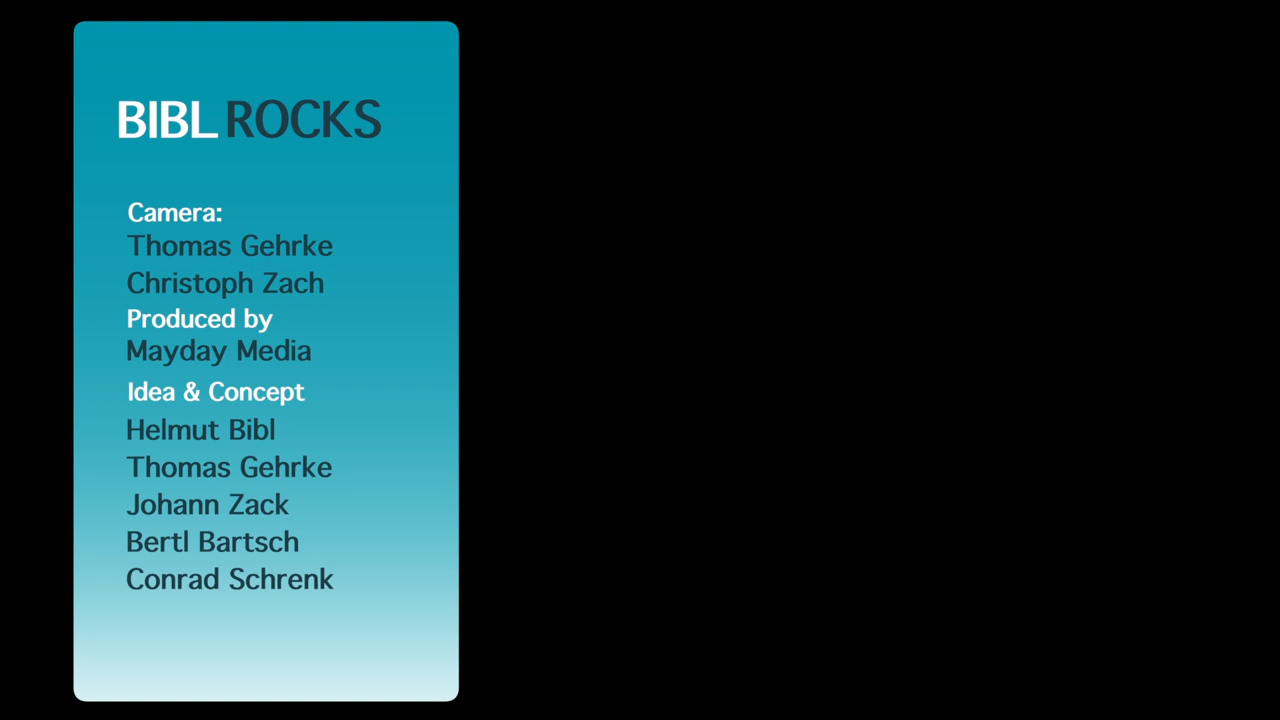 BIBL ROCKS
Camera:
Thomas Gehrke
Christoph Zach
Produced by
Mayday Media
Idea & Concept
Helmut Bibl
Thomas Gehrke
Johann Zack
Bertl Bartsch
Conrad Schrenk